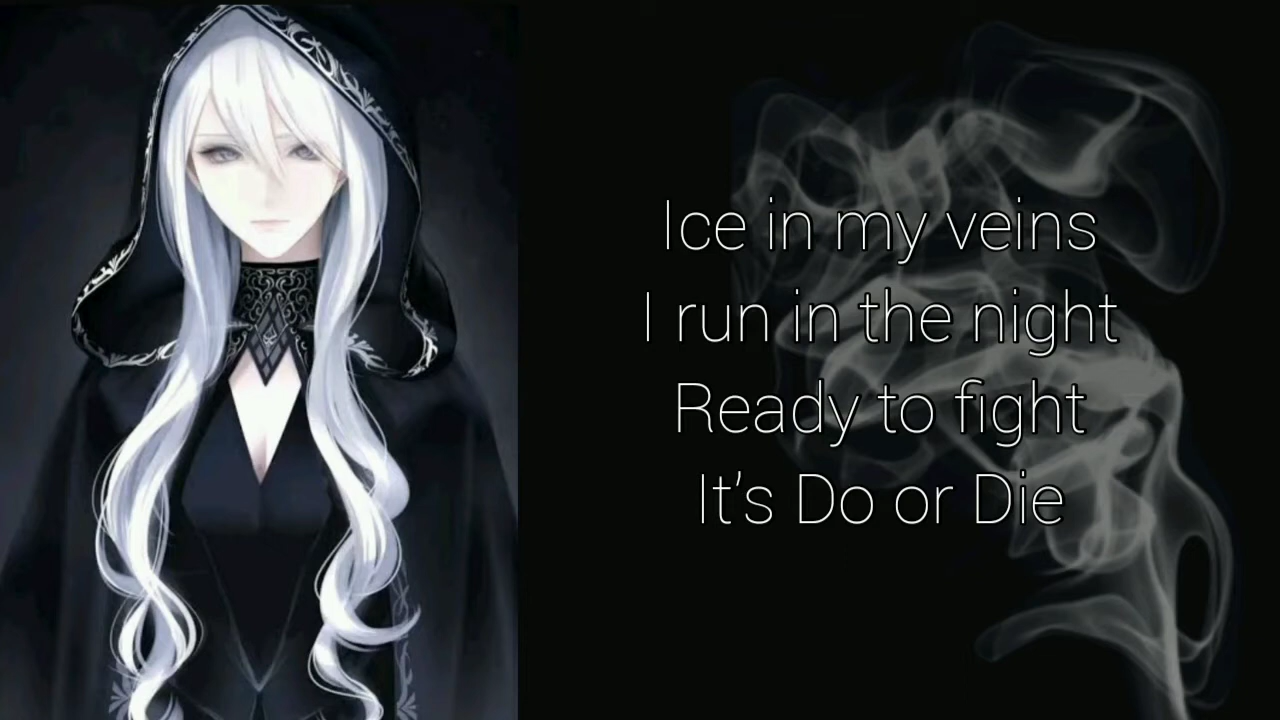 Ice in my veins
I run in the night
Ready to fight
It's Do or Die